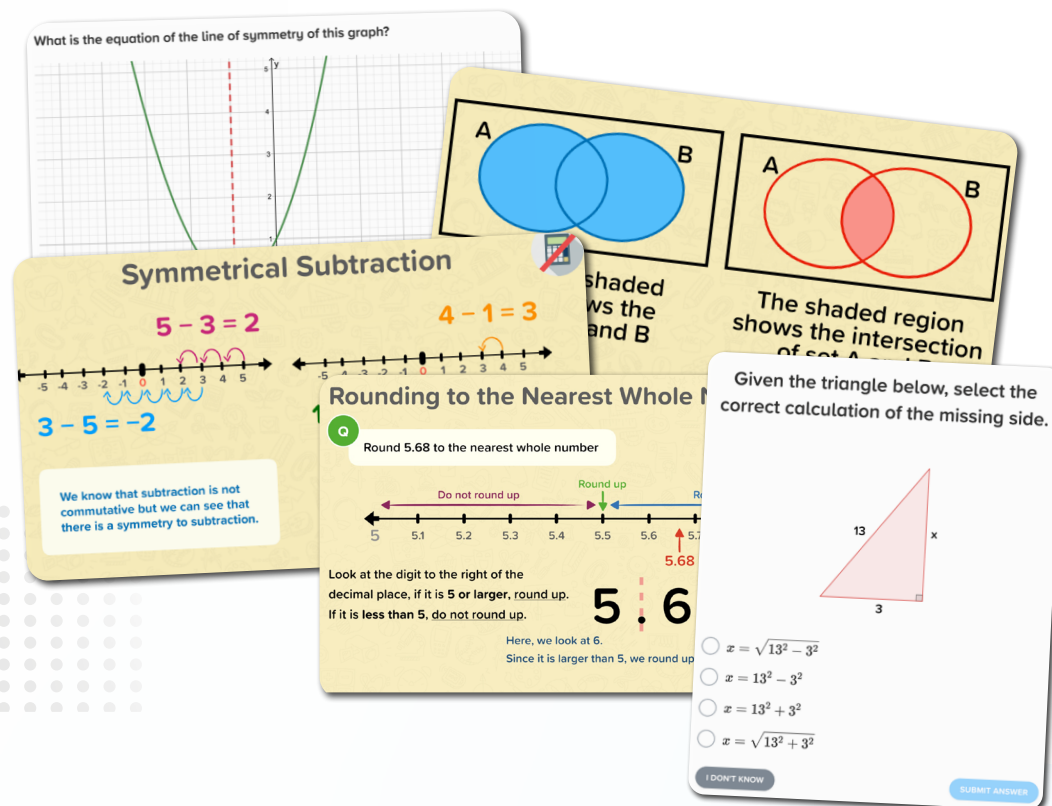 What is the equation of the line of symmetry of this graph?
y
5
4
3
2
1
A
B
A
B
shaded
ws the
and B
The shaded region
shows the intersection
Symmetrical Subtraction
5 – 3 = 2
-5 -4 -3 -2 -1 0 1 2 3 4 5
3 – 5 = –2
4 – 1 = 3
-5 0 1 2 3 4 5
We know that subtraction is not
commutative but we can see that
there is a symmetry to subtraction.
Rounding to the Nearest Whole
Q
Round 5.68 to the nearest whole number
Do not round up
Round up
5 5.1 5.2 5.3 5.4 5.5 5.6 5.7
5.68
Look at the digit to the right of the
decimal place, if it is 5 or larger, round up.
If it is less than 5, do not round up.
5.6
Here, we look at 6.
Since it is larger than 5, we round up
Given the triangle below, select the
correct calculation of the missing side.
13
x
3
x = √(13² – 3²)
x = 13² – 3²
x = 13² + 3²
x = √(13² + 3²)
I DON'T KNOW
SUBMIT ANSWER